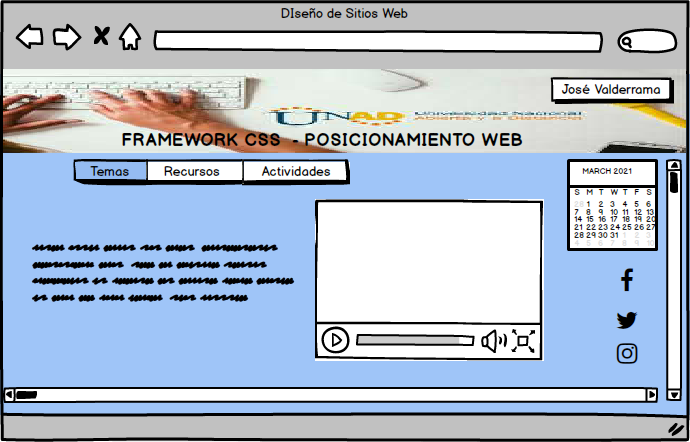 DIseño de Sitios Web
José Valderrama
UNAD Universidad Nacional
Abierta y a Distancia
FRAMEWORK CSS - POSICIONAMIENTO WEB
Temas Recursos Actividades
MARCH 2021
S M T W T F S
28 1 2 3 4 5 6
7 8 9 10 11 12 13
14 15 16 17 18 19 20
21 22 23 24 25 26 27
28 29 30 31 1 2 3
4 5 6 7 8 9 10